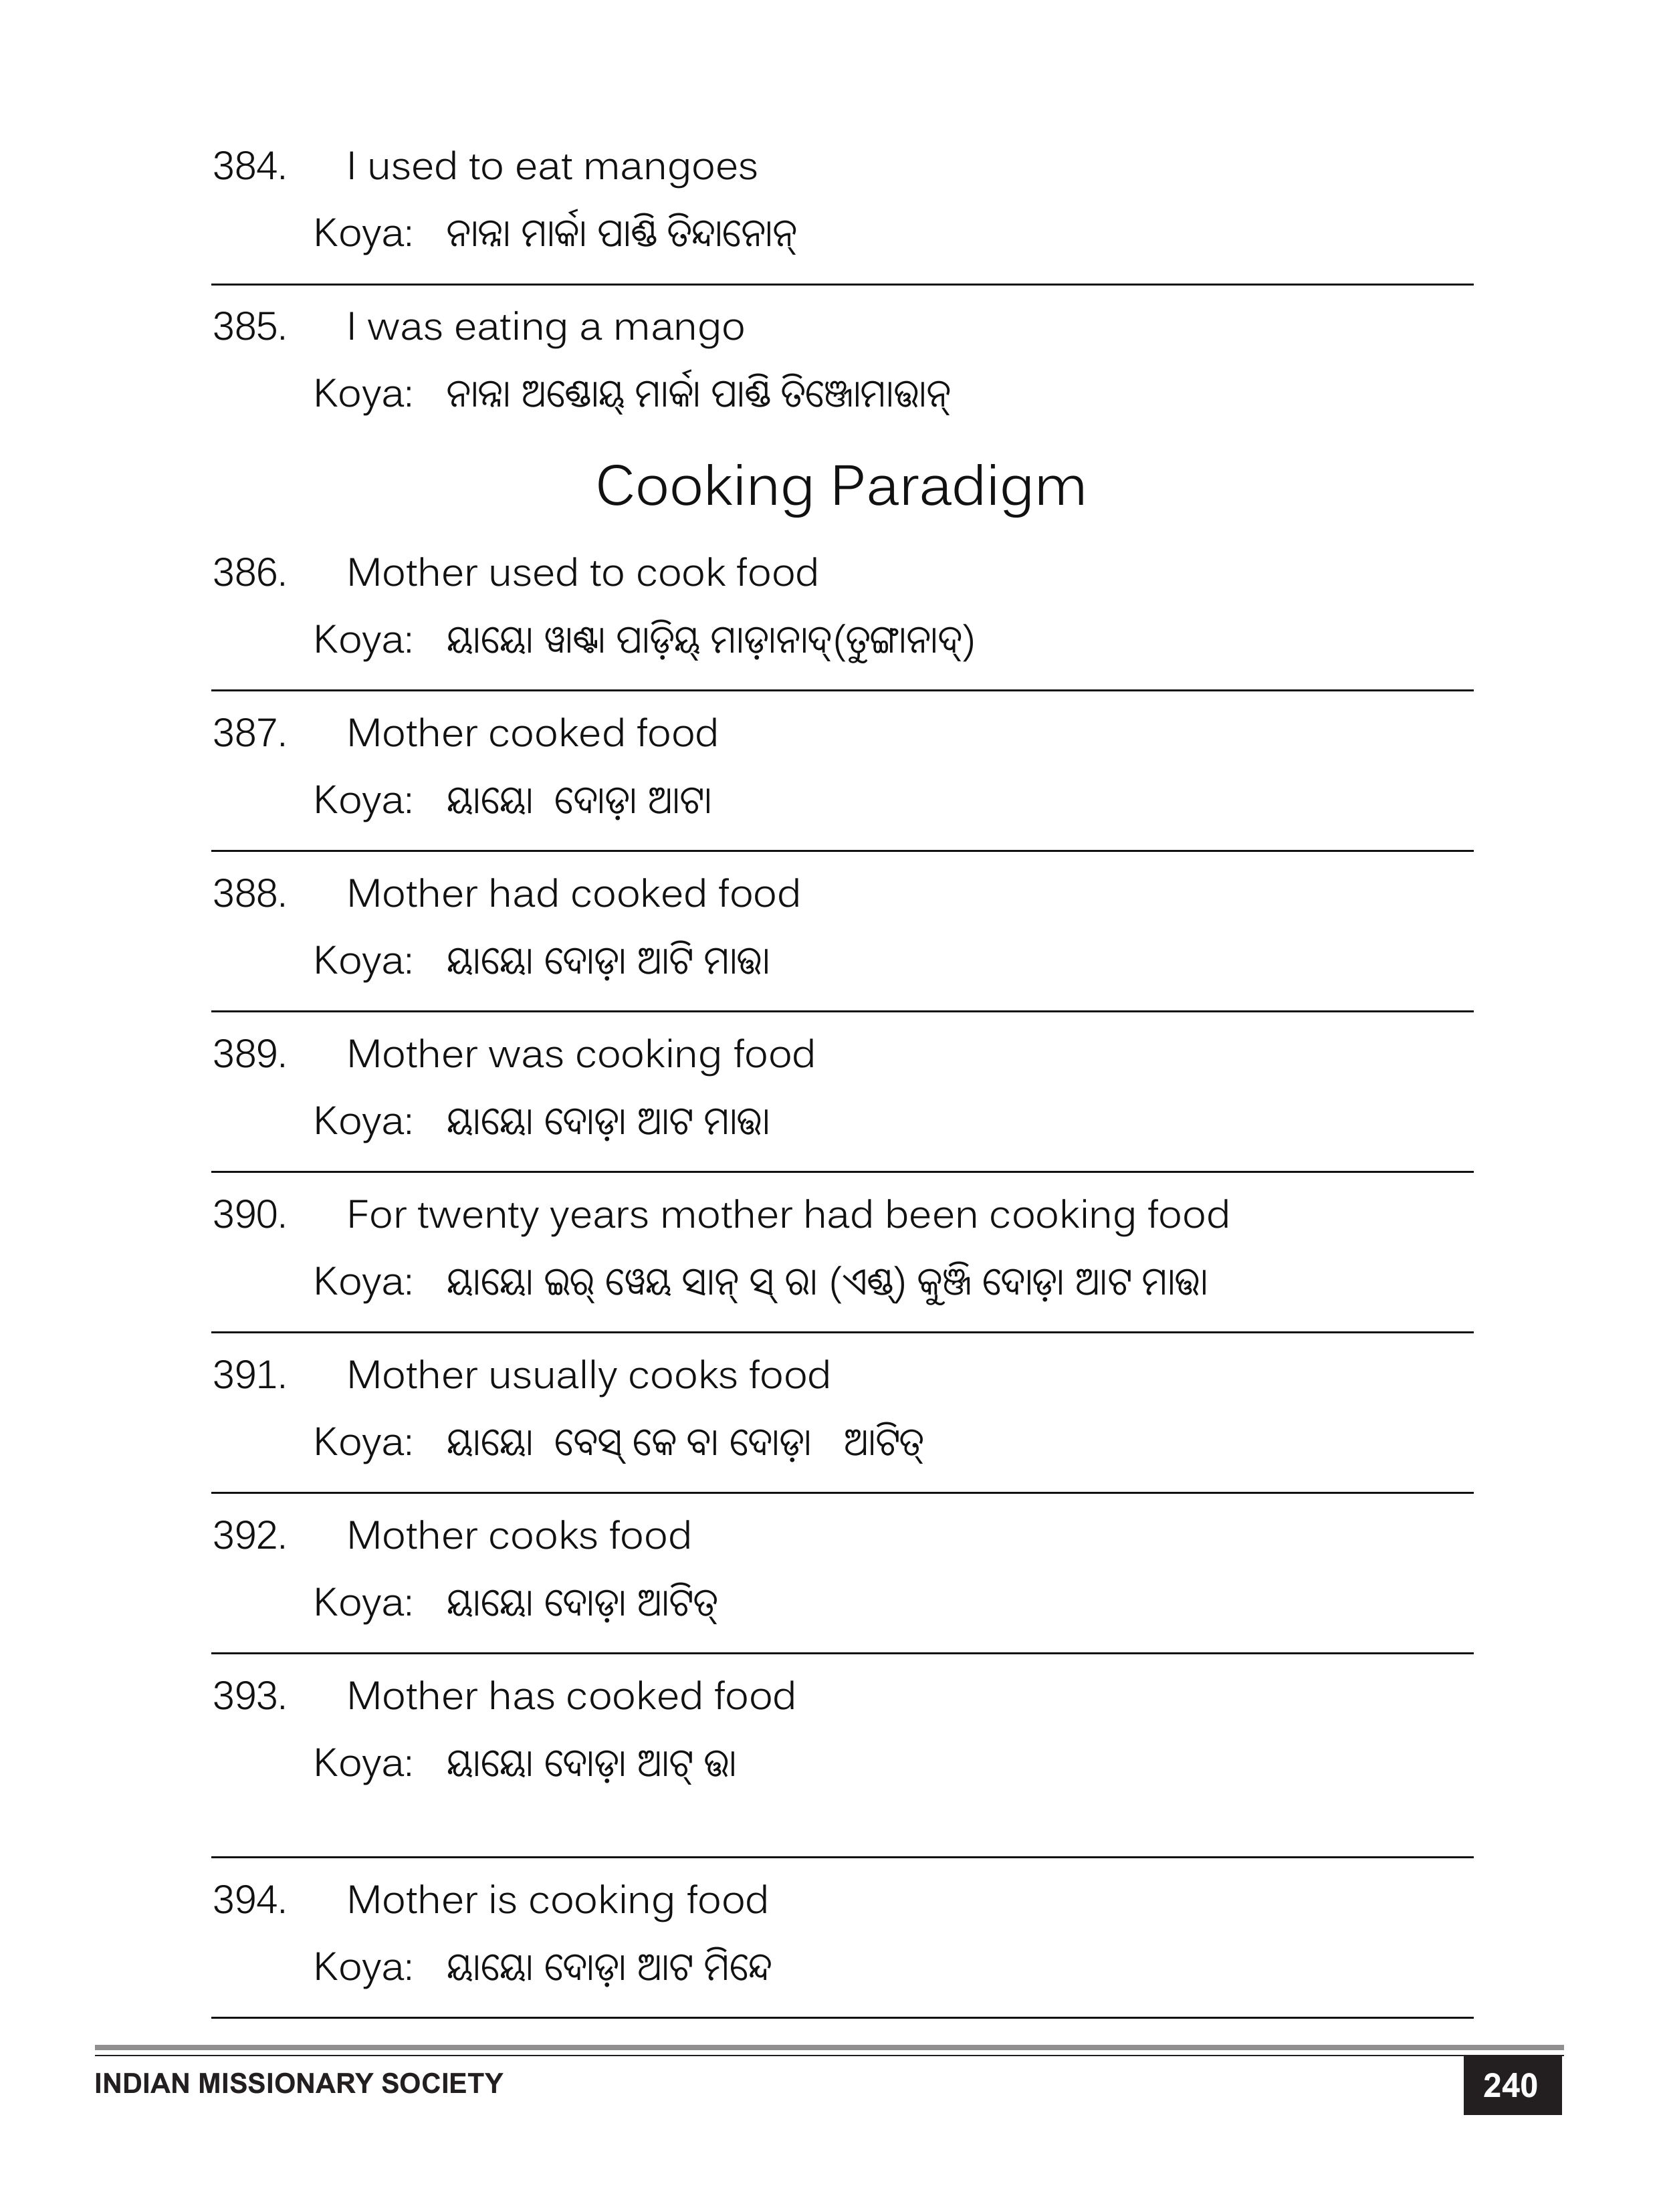 384. I used to eat mangoes
Koya: ନାନ୍ନା ମାର୍କା ପାଣ୍ଡି ତିନ୍ଦାନୋନ୍
385. I was eating a mango
Koya: ନାନ୍ନା ଅଣ୍ଡୋୟ୍ ମାର୍କା ପାଣ୍ଡି ତିଞ୍ଜୋମାତ୍ତାନ୍
Cooking Paradigm
386. Mother used to cook food
Koya: ୟାୟୋ ୱାଣ୍ଟା ପାଡ଼ିୟ୍ ମାଡ଼ାନାଦ୍(ତୁଙ୍ଗାନାଦ୍)
387. Mother cooked food
Koya: ୟାୟୋ ଦୋଡ଼ା ଆଟା
388. Mother had cooked food
Koya: ୟାୟୋ ଦୋଡ଼ା ଆଟି ମାତ୍ତା
389. Mother was cooking food
Koya: ୟାୟୋ ଦୋଡ଼ା ଆଟ ମାତ୍ତା
390. For twenty years mother had been cooking food
Koya: ୟାୟୋ ଇର୍ ୱେୟ ସାନ୍ ସ୍ ରା (ଏଣ୍ଡ୍) କୁଞ୍ଜି ଦୋଡ଼ା ଆଟ ମାତ୍ତା
391. Mother usually cooks food
Koya: ୟାୟୋ ବେସ୍ କେ ବା ଦୋଡ଼ା ଆଟିତ୍
392. Mother cooks food
Koya: ୟାୟୋ ଦୋଡ଼ା ଆଟିତ୍
393. Mother has cooked food
Koya: ୟାୟୋ ଦୋଡ଼ା ଆଟ୍ ତ୍ତା
394. Mother is cooking food
Koya: ୟାୟୋ ଦୋଡ଼ା ଆଟ ମିନ୍ଦେ
INDIAN MISSIONARY SOCIETY
240